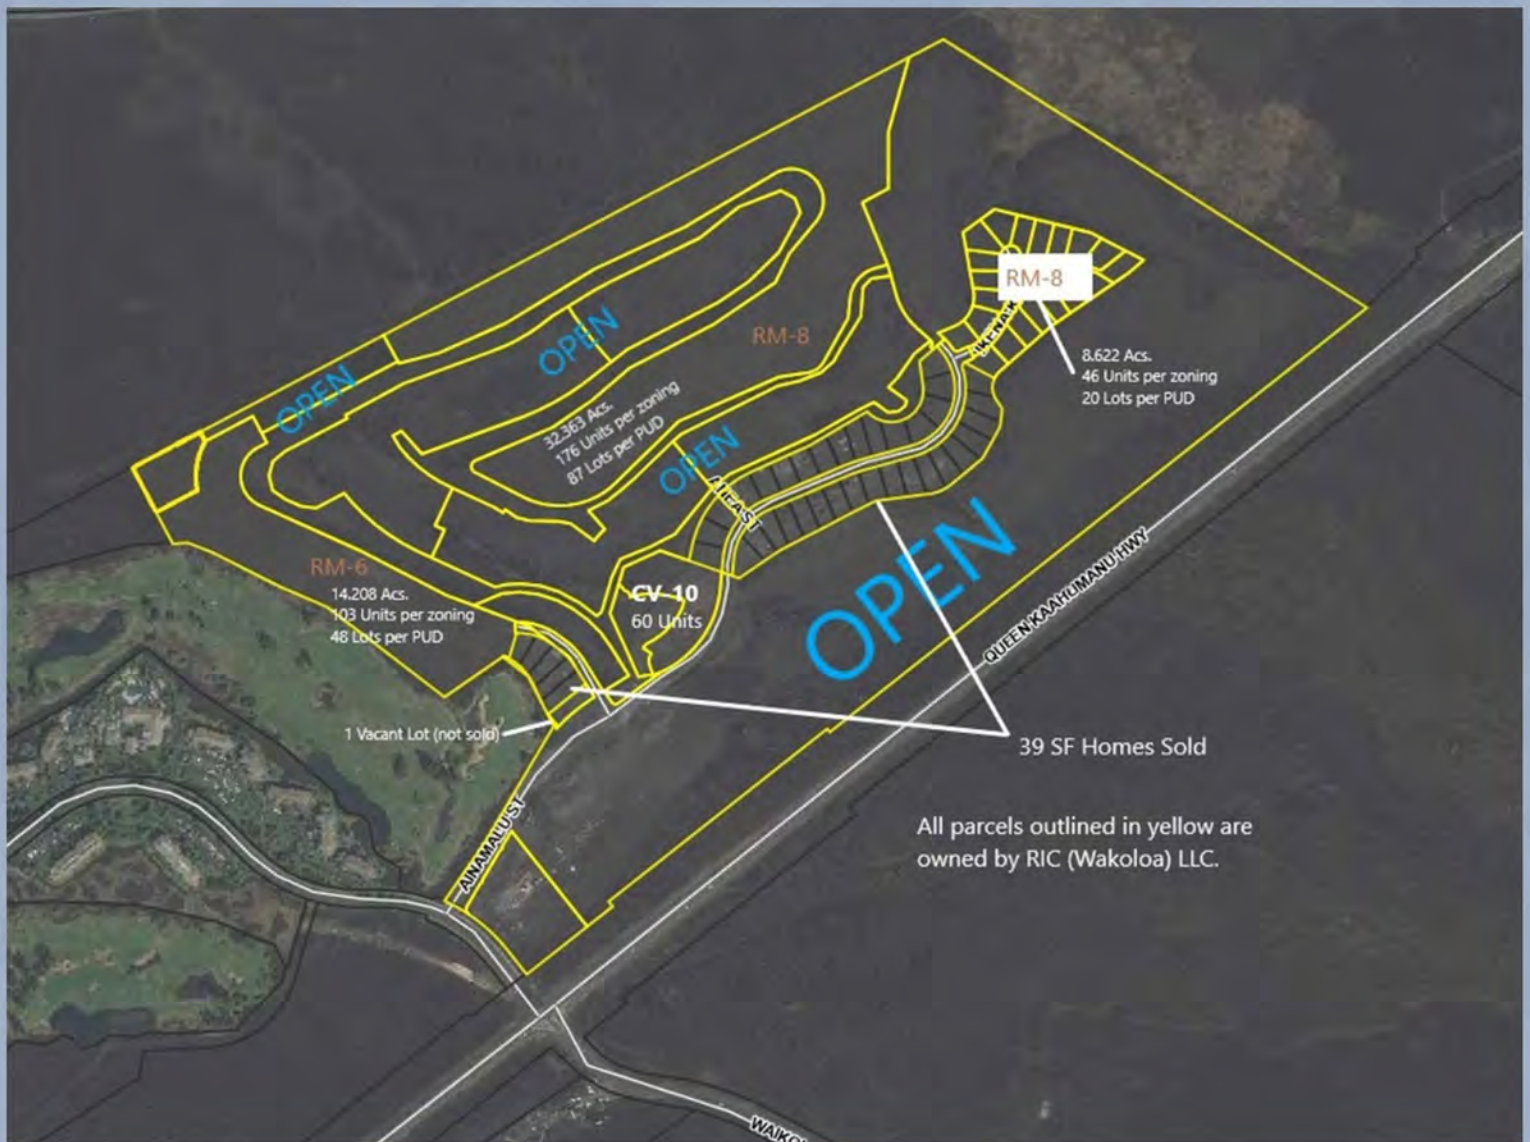 RM-8
OPEN
RM-8
IKENA K
8.622 Acs.
46 Units per zoning
20 Lots per PUD
OPEN
32.363 Acs.
176 Units per zoning
87 Lots per PUD
OPEN
OPEN
QUEEN KAAHUMANU HWY
RM-6
14.208 Acs.
103 Units per zoning
48 Lots per PUD
CV-10
60 Units
1 Vacant Lot (not sold)
39 SF Homes Sold
AINAMALU ST
All parcels outlined in yellow are
owned by RIC (Wakoloa) LLC.